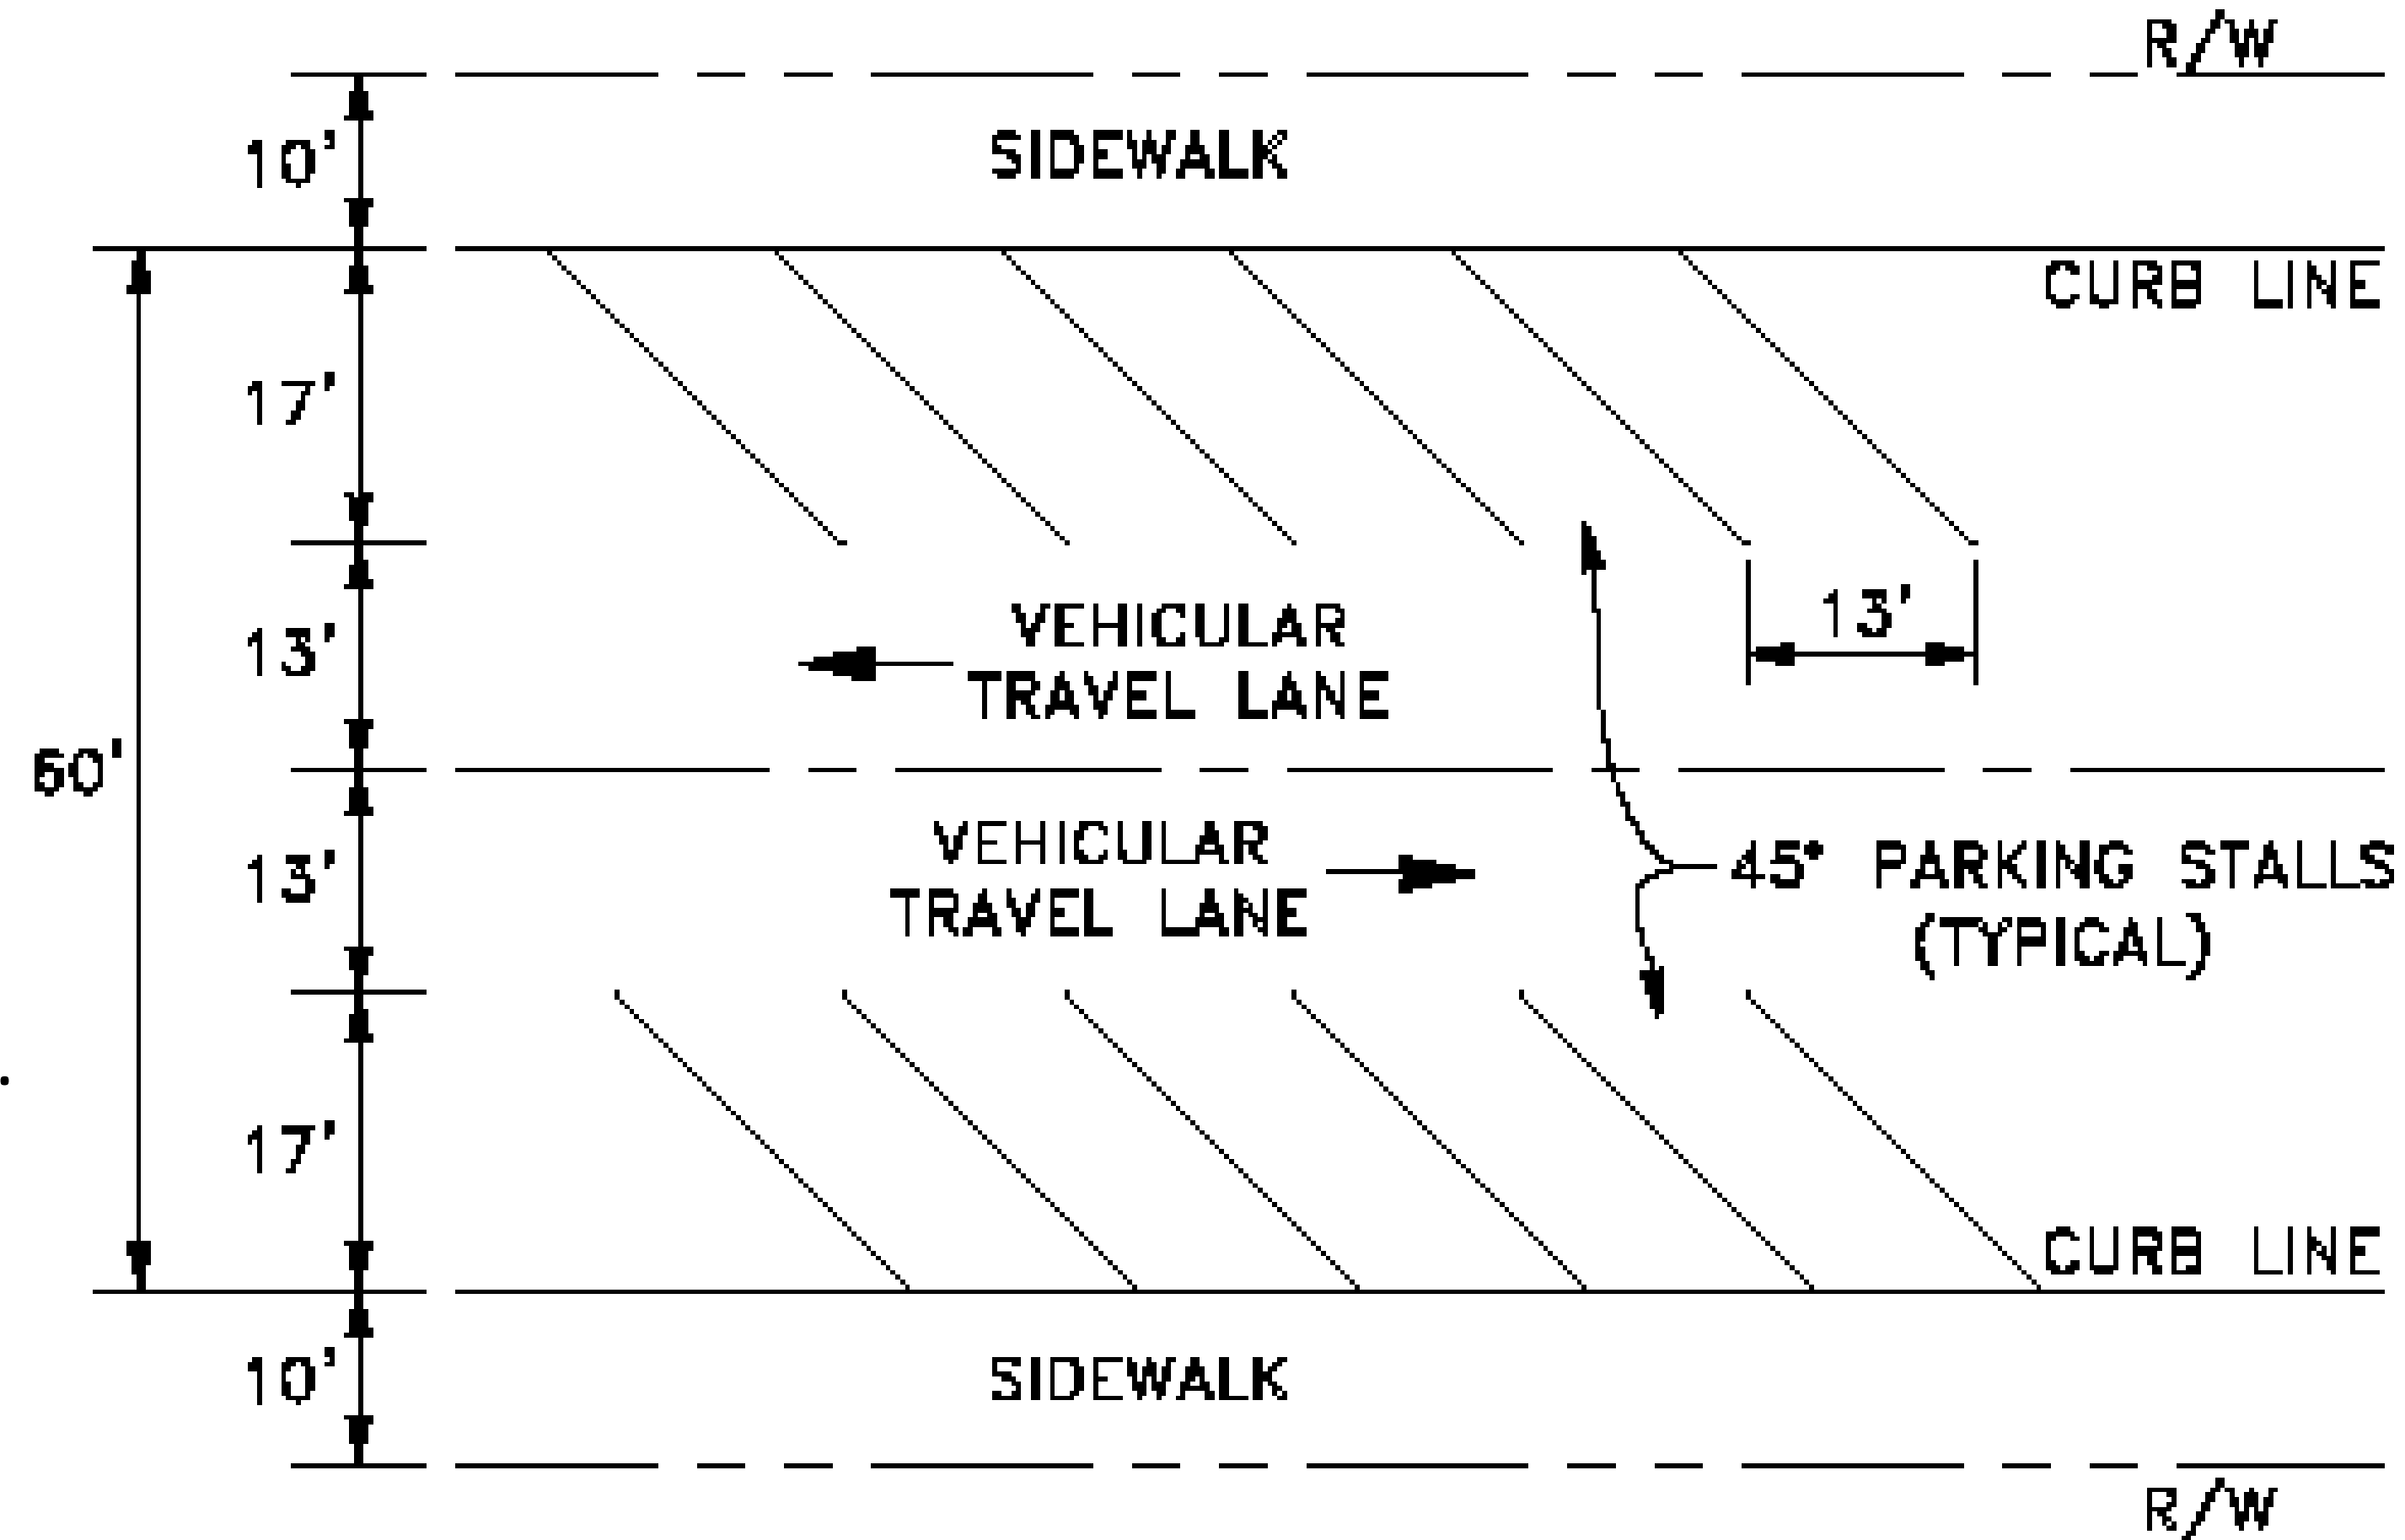 R/W
10'
SIDEWALK
CURB LINE
17'
13'
VEHICULAR
TRAVEL LANE
13'
60'
13'
VEHICULAR
TRAVEL LANE
45° PARKING STALLS
(TYPICAL)
17'
CURB LINE
10'
SIDEWALK
R/W